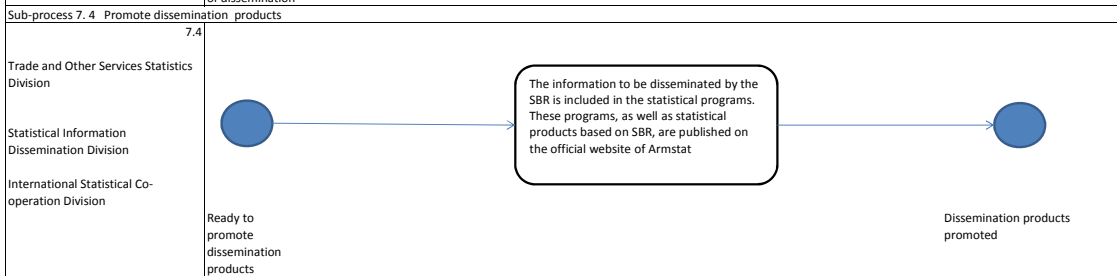 of dissemination
Sub-process 7. 4 Promote dissemination products
7.4
Trade and Other Services Statistics
Division
Statistical Information
Dissemination Division
International Statistical Co-
operation Division
The information to be disseminated by the
SBR is included in the statistical programs.
These programs, as well as statistical
products based on SBR, are published on
the official website of Armstat
Ready to
promote
dissemination
products
Dissemination products
promoted